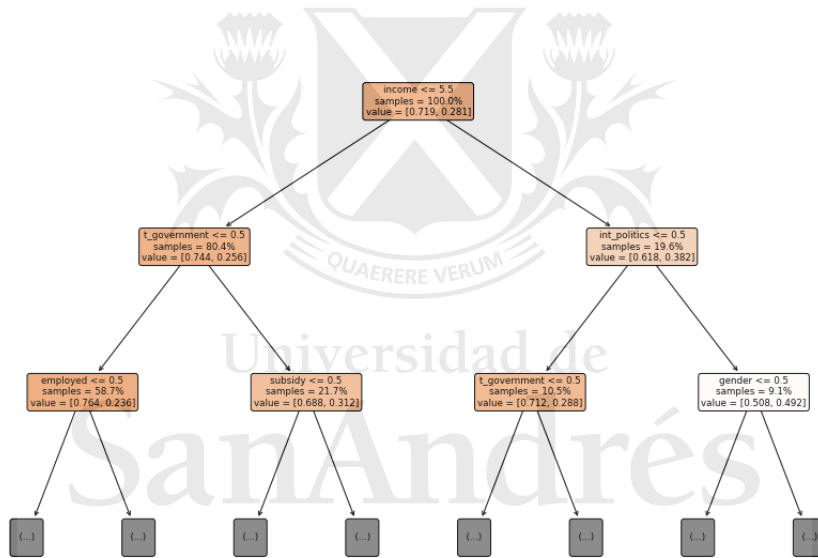 income <= 5.5
samples = 100.0%
value = [0.719, 0.281]
t_government <= 0.5
samples = 80.4%
value = [0.744, 0.256]
int_politics <= 0.5
samples = 19.6%
value = [0.618, 0.382]
QUAERERE VERUM
Universidad de
employed <= 0.5
samples = 58.7%
value = [0.764, 0.236]
subsidy <= 0.5
samples = 21.7%
value = [0.688, 0.312]
t_government <= 0.5
samples = 10.5%
value = [0.712, 0.288]
gender <= 0.5
samples = 9.1%
value = [0.508, 0.492]
SanAndrés
(...)
(...)
(...)
(...)
(...)
(...)
(...)
(...)